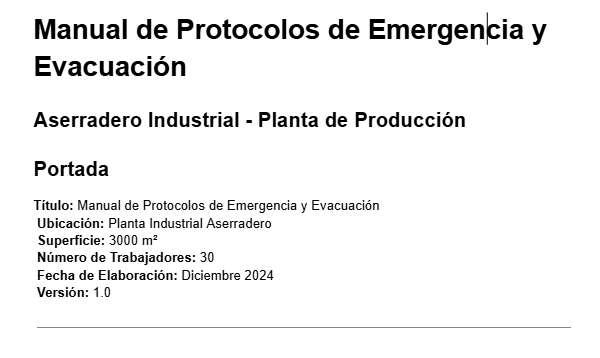 Manual de Protocolos de Emergencia y
Evacuación
Aserradero Industrial - Planta de Producción
Portada
Título: Manual de Protocolos de Emergencia y Evacuación
Ubicación: Planta Industrial Aserradero
Superficie: 3000 m²
Número de Trabajadores: 30
Fecha de Elaboración: Diciembre 2024
Versión: 1.0